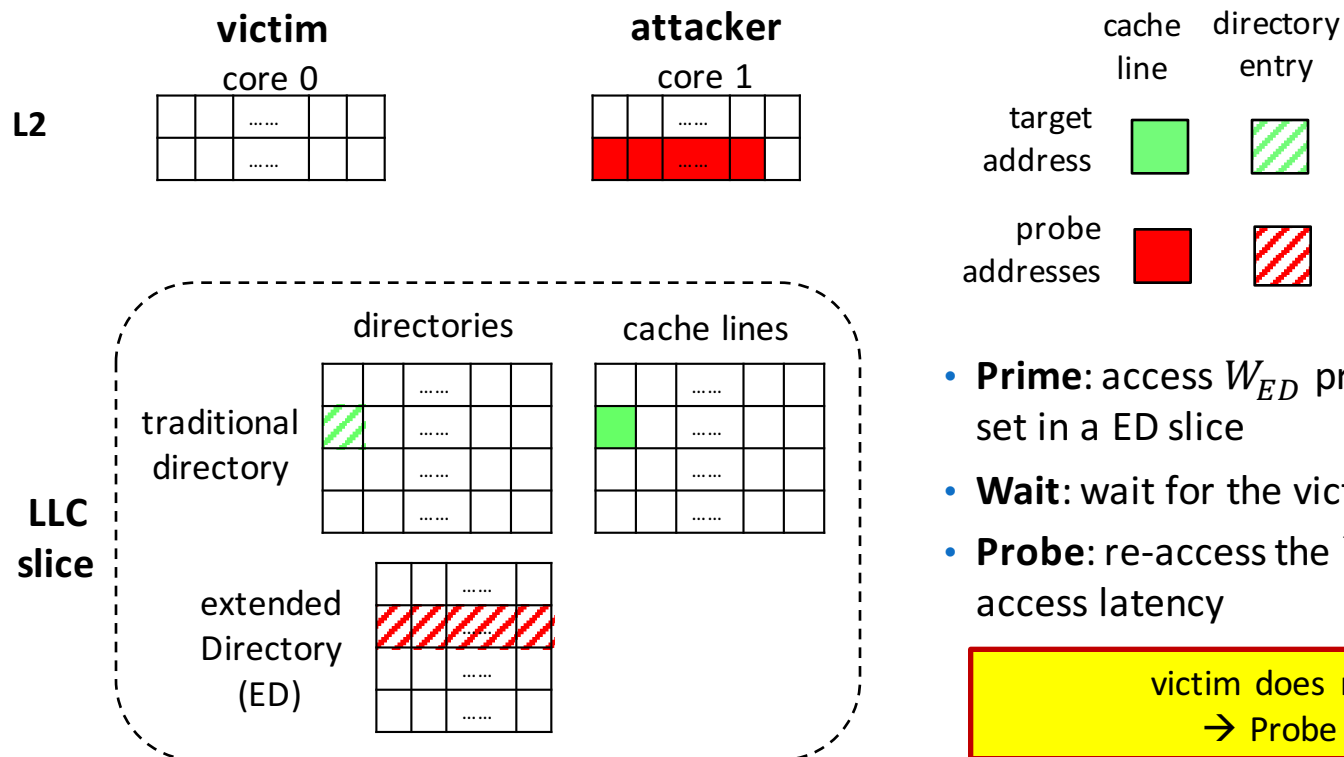 victim
core 0
attacker
core 1
L2
……
……
……
……
cache line
directory entry
target address
probe addresses
directories
cache lines
traditional directory
……
……
……
……
……
……
……
……
LLC slice
extended Directory (ED)
……
……
……
……
• Prime: access W_ED
set in a ED slice
• Wait: wait for the
• Probe: re-access the
access latency
victim does
→ Probe